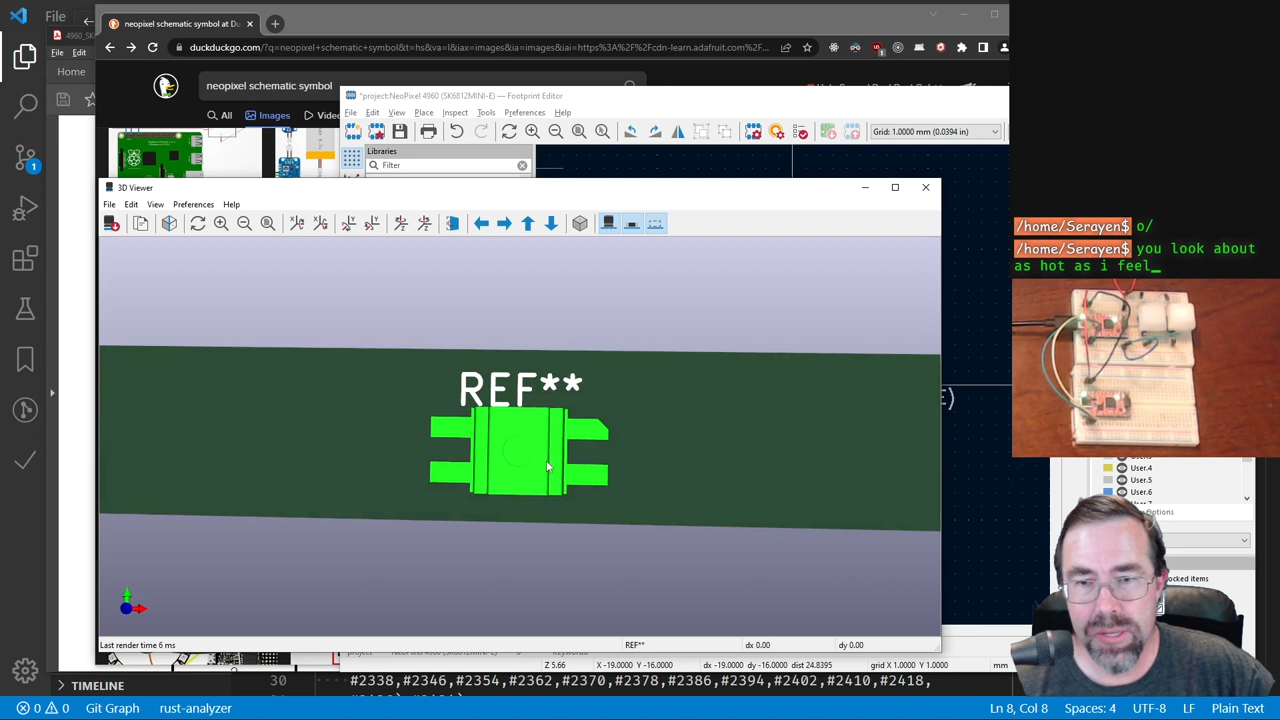 File
neopixel schematic symbol at Du
4960_SK
duckduckgo.com/?q=neopixel+schematic+symbol&t=hs&va=l&iax=images&ia=images&iai=https%3A%2F%2Fcdn-learn.adafruit.com%2F...
File
Edit
Home
neopixel schematic symbol
All
Images
Video
*project:NeoPixel 4960 (SK6812MINI-E) — Footprint Editor
File Edit View Place Inspect Tools Preferences Help
Grid: 1.0000 mm (0.0394 in)
Libraries
Filter
1
3D Viewer
File Edit View Preferences Help
REF**
/home/Serayen$ o/
/home/Serayen$ you look about
as hot as i feel_
E)
User.4
User.5
User.6
Options
ocked items
Last render time 6 ms
REF**
dx 0.00
dy 0.00
Z 5.66
X -19.0000 Y -16.0000
dx -19.0000 dy -16.0000 dist 24.8395
grid X 1.0000 Y 1.0000
mm
TIMELINE
30
#2338,#2346,#2354,#2362,#2370,#2378,#2386,#2394,#2402,#2410,#2418,
0 0
Git Graph
rust-analyzer
Ln 8, Col 8
Spaces: 4
UTF-8
LF
Plain Text